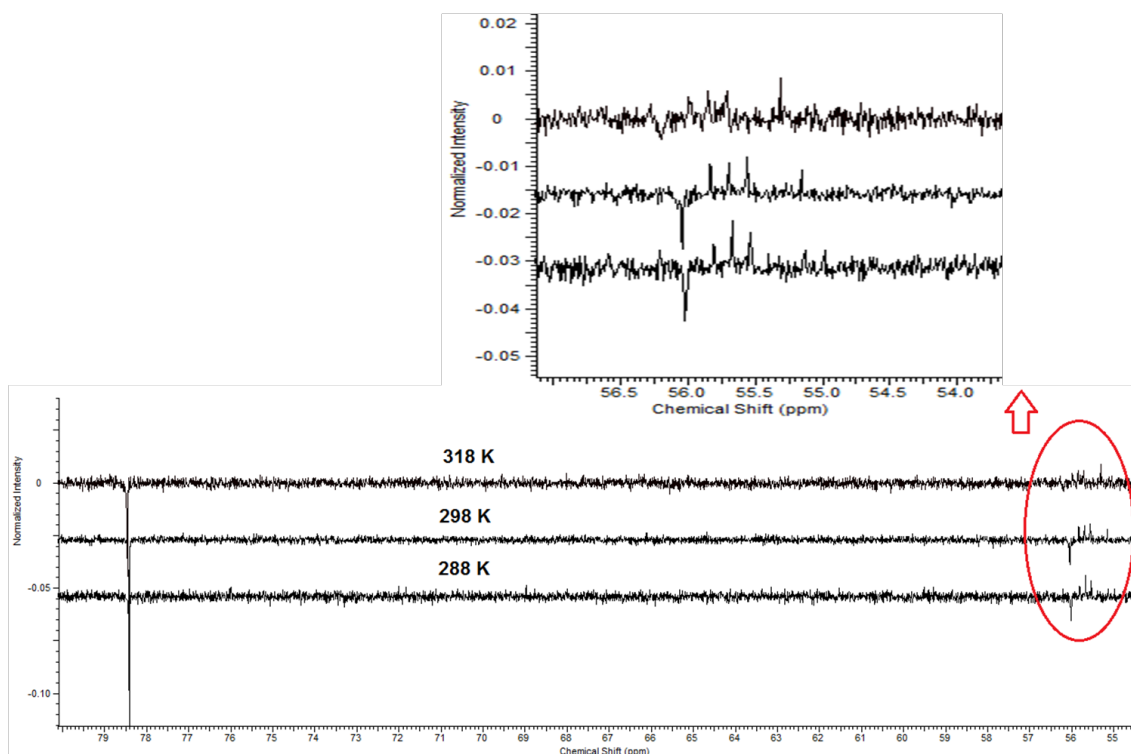 0.02
0.01
0
-0.01
-0.02
-0.03
-0.04
-0.05
Normalized Intensity
56.5 56.0 55.5 55.0 54.5 54.0
Chemical Shift (ppm)
318 K
298 K
288 K
0
-0.05
-0.10
Normalized Intensity
79 78 77 76 75 74 73 72 71 70 69 68 67 66 65 64 63 62 61 60 59 58 57 56 55
Chemical Shift (ppm)